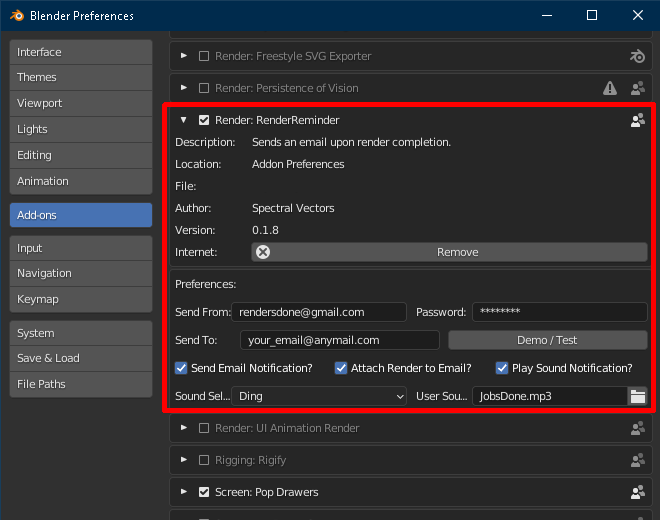 Blender Preferences
Interface
Themes
Viewport
Lights
Editing
Animation
Add-ons
Input
Navigation
Keymap
System
Save & Load
File Paths
Render: Freestyle SVG Exporter
Render: Persistence of Vision
Render: RenderReminder
Description: Sends an email upon render completion.
Location: Addon Preferences
File:
Author: Spectral Vectors
Version: 0.1.8
Internet: Remove
Preferences:
Send From: rendersdone@gmail.com Password: ********
Send To: your_email@anymail.com Demo / Test
Send Email Notification? Attach Render to Email? Play Sound Notification?
Sound Sel... Ding User Sou... JobsDone.mp3
Render: UI Animation Render
Rigging: Rigify
Screen: Pop Drawers